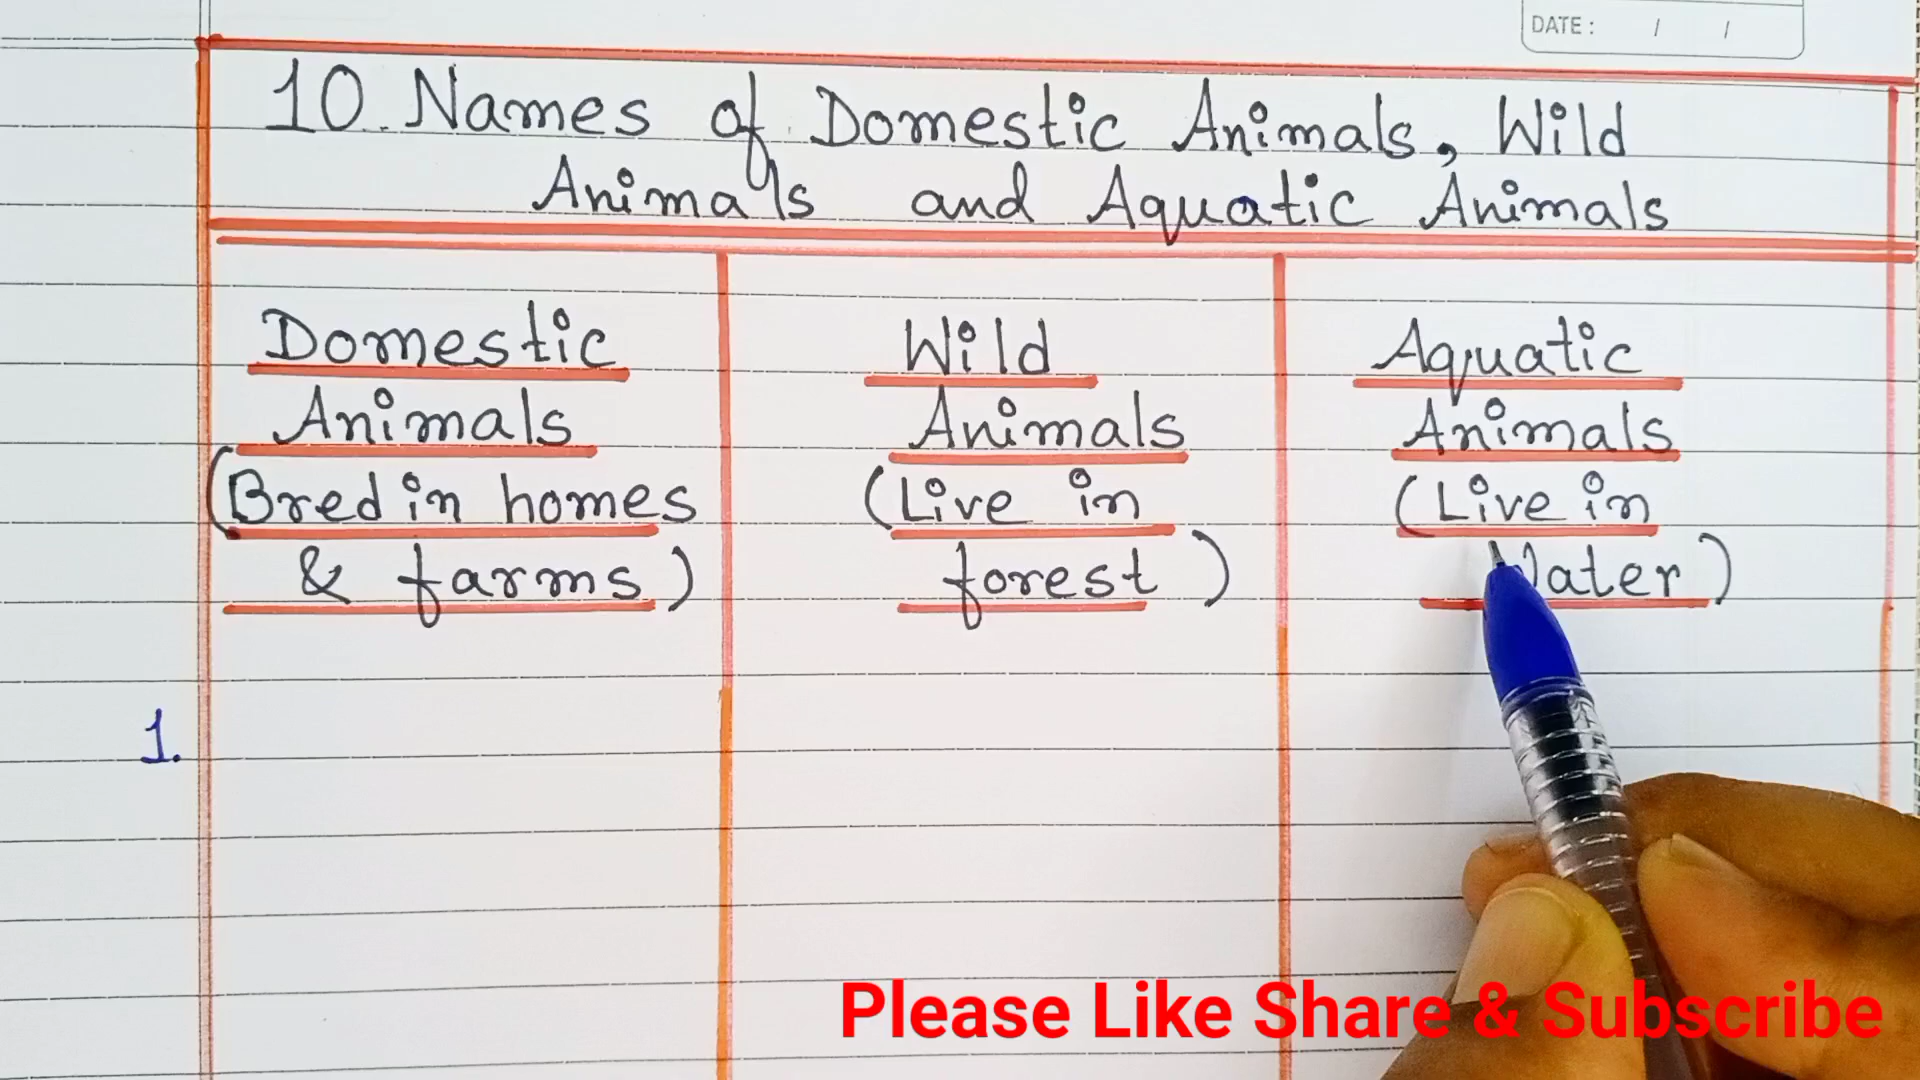 DATE : / /
10 Names of Domestic Animals, Wild
Animals and Aquatic Animals
Domestic
Animals
(Bred in homes
& farms)
Wild
Animals
(Live in
forest)
Aquatic
Animals
(Live in
Water)
1.
Please Like Share & Subscribe